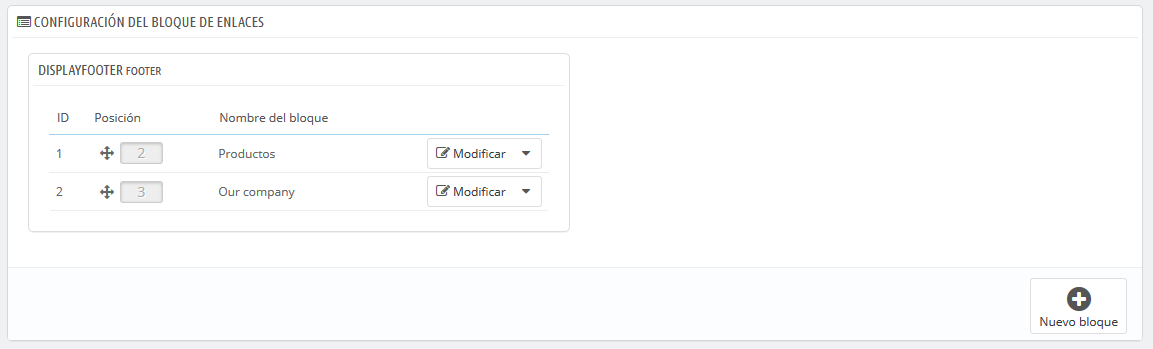 CONFIGURACIÓN DEL BLOQUE DE ENLACES
DISPLAYFOOTER FOOTER
ID Posición Nombre del bloque
1 2 Productos Modificar
2 3 Our company Modificar
Nuevo bloque